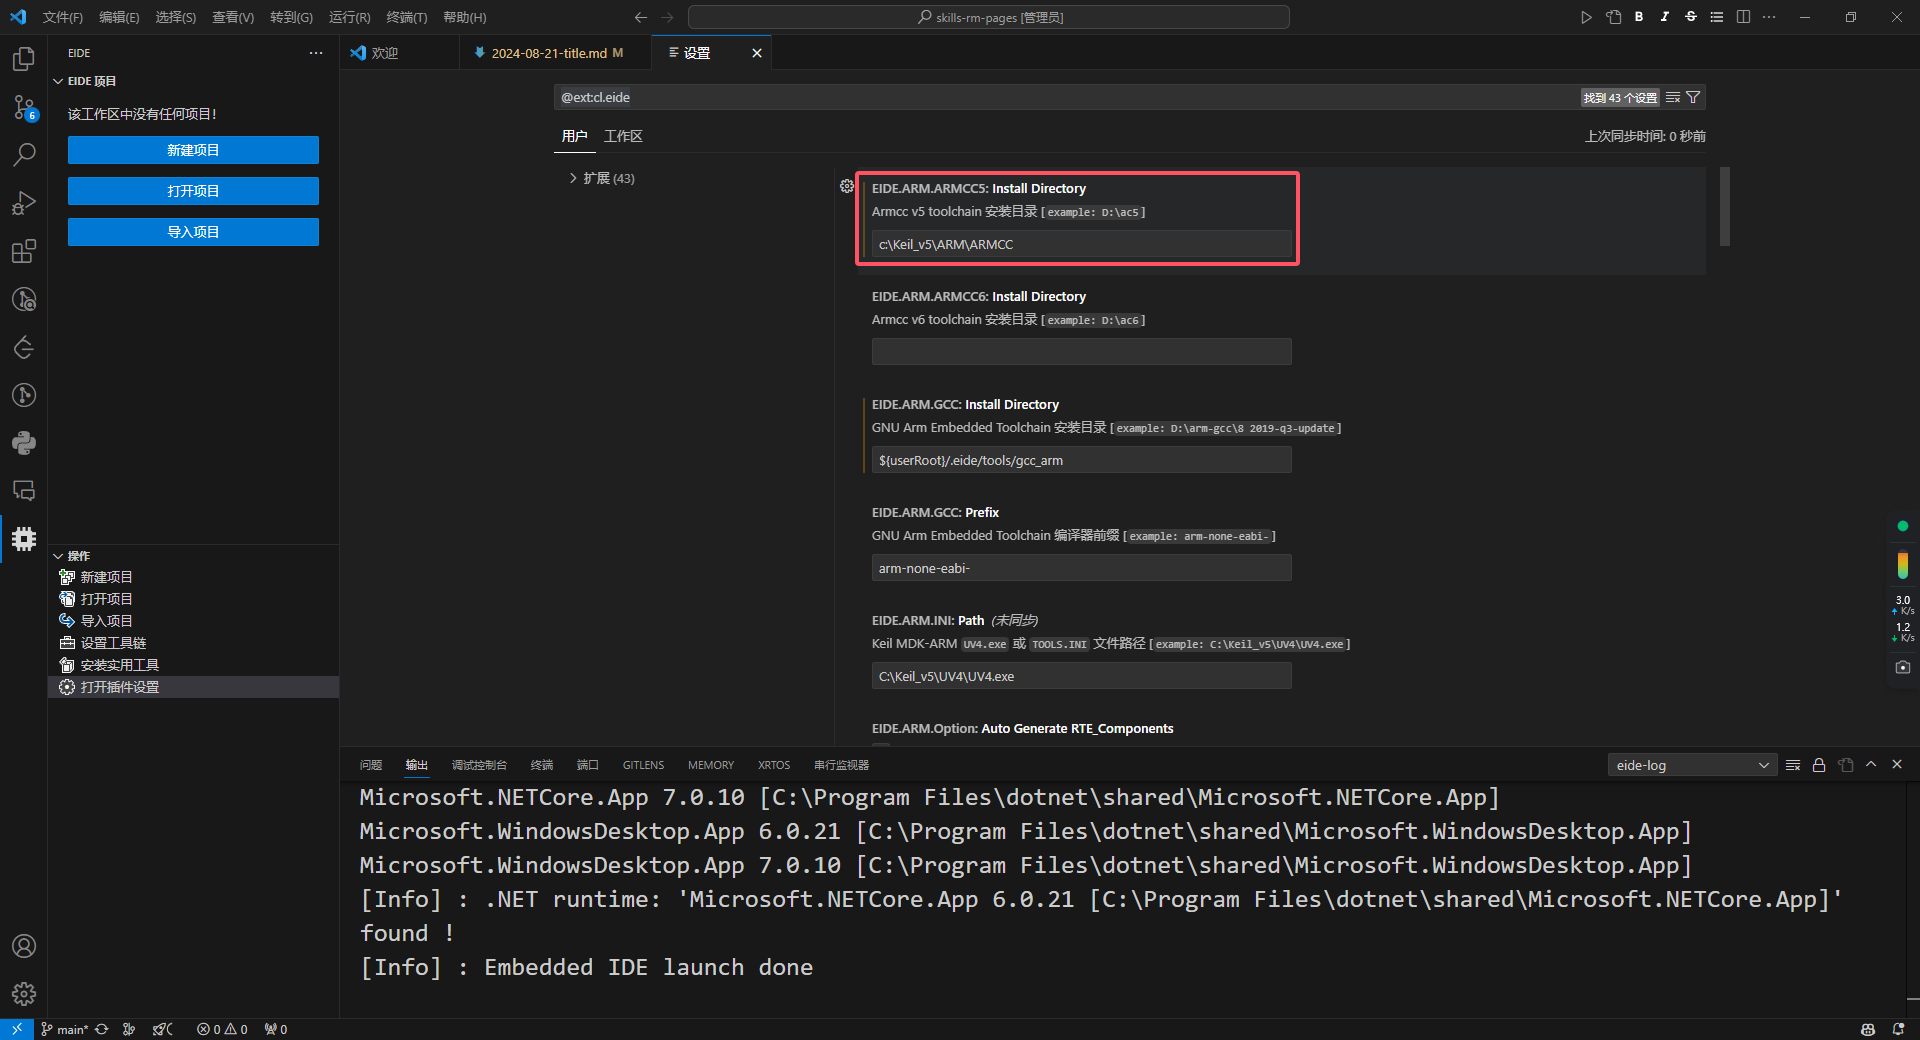 文件(F) 编辑(E) 选择(S) 查看(V) 转到(G) 运行(R) 终端(T) 帮助(H)
skills-rm-pages [管理员]
EIDE
EIDE 项目
该工作区中没有任何项目!
新建项目
打开项目
导入项目
操作
新建项目
打开项目
导入项目
设置工具链
安装实用工具
打开插件设置
欢迎
2024-08-21-title.md M
设置
@ext:cl.eide
找到 43 个设置
用户 工作区
上次同步时间: 0 秒前
扩展 (43)
EIDE.ARM.ARMCC5: Install Directory
Armcc v5 toolchain 安装目录 [example: D:\ac5]
c:\Keil_v5\ARM\ARMCC
EIDE.ARM.ARMCC6: Install Directory
Armcc v6 toolchain 安装目录 [example: D:\ac6]
EIDE.ARM.GCC: Install Directory
GNU Arm Embedded Toolchain 安装目录 [example: D:\arm-gcc\8 2019-q3-update]
${userRoot}/.eide/tools/gcc_arm
EIDE.ARM.GCC: Prefix
GNU Arm Embedded Toolchain 编译器前缀 [example: arm-none-eabi-]
arm-none-eabi-
EIDE.ARM.INI: Path (未同步)
Keil MDK-ARM UV4.exe 或 TOOLS.INI 文件路径 [example: C:\Keil_v5\UV4\UV4.exe]
C:\Keil_v5\UV4\UV4.exe
EIDE.ARM.Option: Auto Generate RTE_Components
问题 输出 调试控制台 终端 端口 GITLENS MEMORY XRTOS 串行监视器
eide-log
Microsoft.NETCore.App 7.0.10 [C:\Program Files\dotnet\shared\Microsoft.NETCore.App]
Microsoft.WindowsDesktop.App 6.0.21 [C:\Program Files\dotnet\shared\Microsoft.WindowsDesktop.App]
Microsoft.WindowsDesktop.App 7.0.10 [C:\Program Files\dotnet\shared\Microsoft.WindowsDesktop.App]
[Info] : .NET runtime: 'Microsoft.NETCore.App 6.0.21 [C:\Program Files\dotnet\shared\Microsoft.NETCore.App]'
found !
[Info] : Embedded IDE launch done
3.0
K/s
1.2
K/s
6
main* 0 0 0